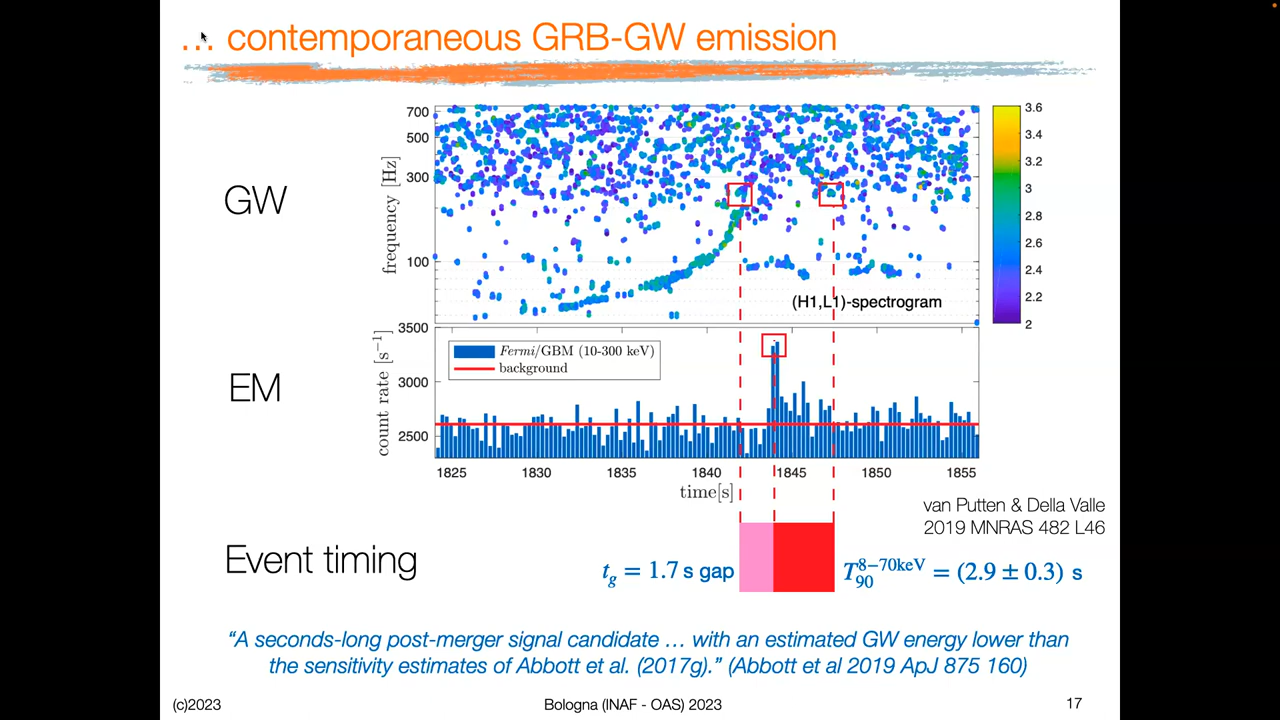 … contemporaneous GRB-GW emission
GW
frequency [Hz]
700
500
300
100
(H1,L1)-spectrogram
3.6
3.4
3.2
3
2.8
2.6
2.4
2.2
2
EM
count rate [s⁻¹]
3500
3000
2500
Fermi/GBM (10-300 keV)
background
1825 1830 1835 1840 1845 1850 1855
time[s]
van Putten & Della Valle
2019 MNRAS 482 L46
Event timing
t_g = 1.7 s gap
T_90^{8−70keV} = (2.9 ± 0.3) s
“A seconds-long post-merger signal candidate … with an estimated GW energy lower than
the sensitivity estimates of Abbott et al. (2017g).” (Abbott et al 2019 ApJ 875 160)
(c)2023
Bologna (INAF - OAS) 2023
17